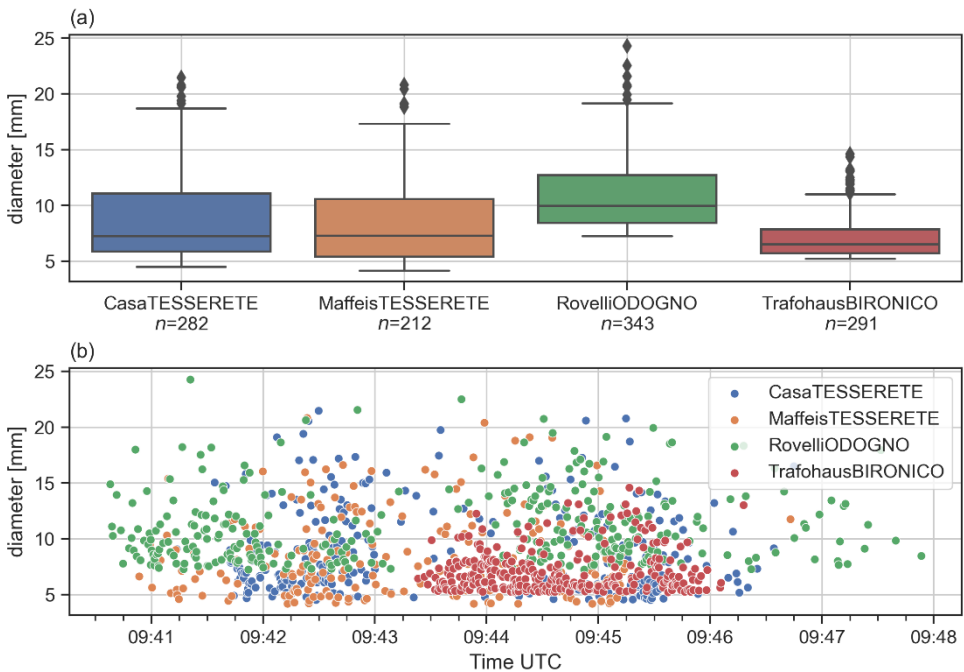 (a)
25
20
15
10
5
diameter [mm]
CasaTESSERETE MaffeisTESSERETE RovelliODOGNO TrafohausBIRONICO
n=282 n=212 n=343 n=291
(b)
25
20
15
10
5
diameter [mm]
CasaTESSERETE
MaffeisTESSERETE
RovelliODOGNO
TrafohausBIRONICO
09:41 09:42 09:43 09:44 09:45 09:46 09:47 09:48
Time UTC